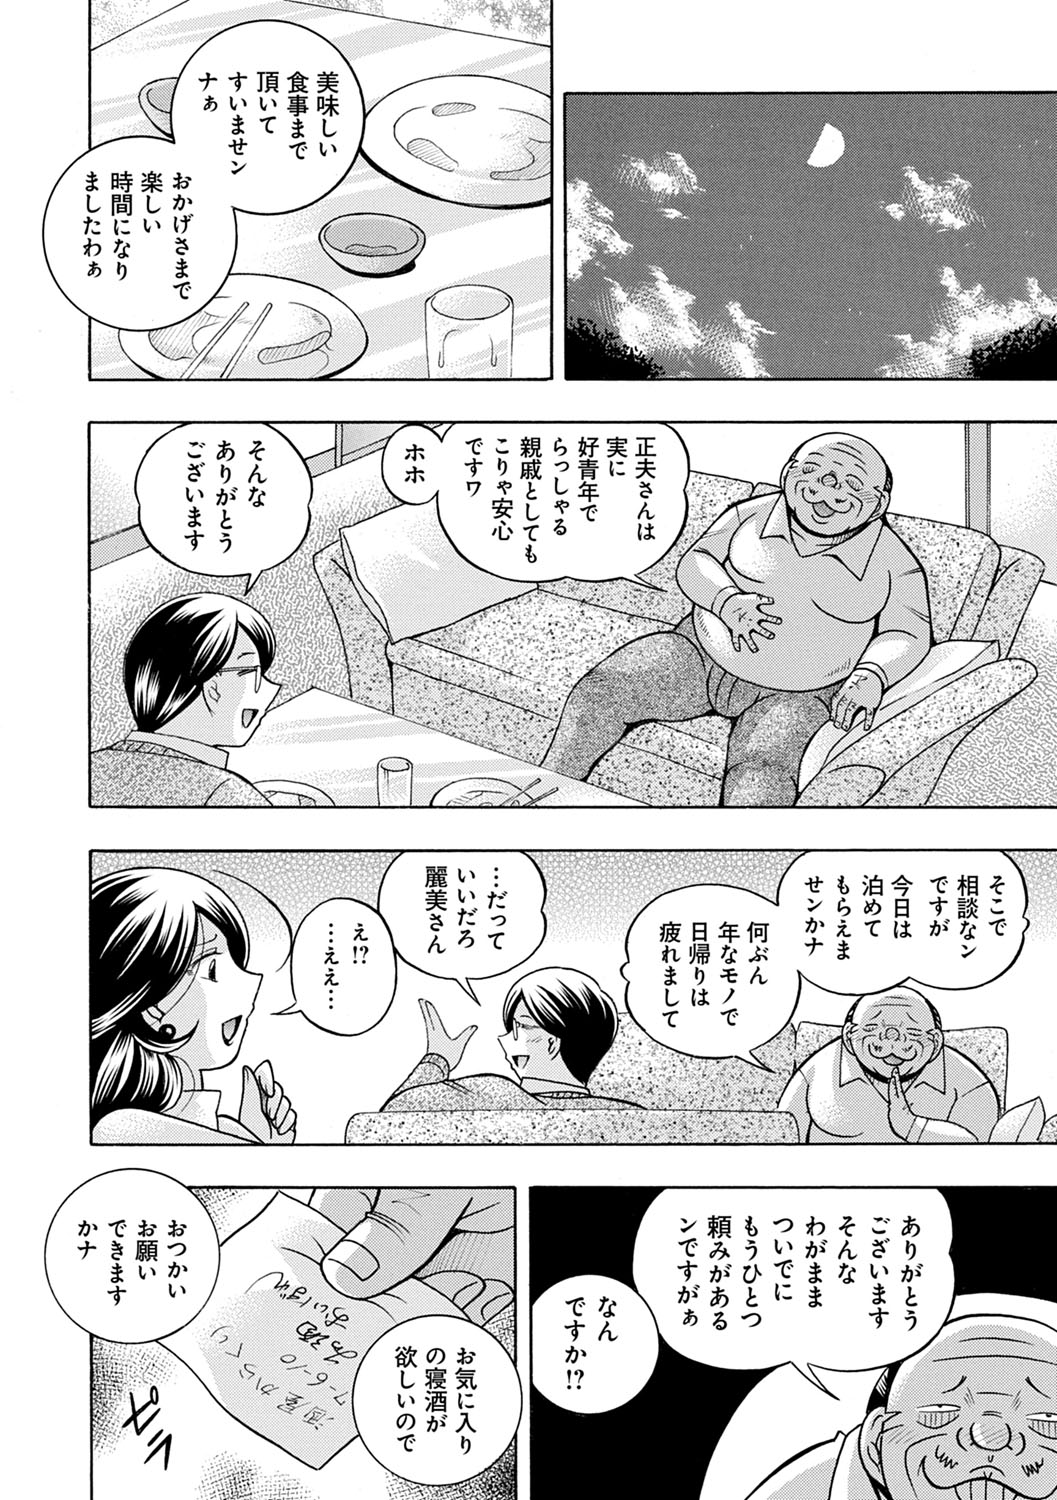 美味しい
食事まで
頂いて
すいませン
ナぁ
おかげさまで
楽しい
時間になり
ましたわぁ
正夫さんは
実に
好青年で
らっしゃる
親戚としても
こりゃ安心
ですワ
ホホ
そんな
ありがとう
ございます
そこで
相談なン
ですが
今日は
泊めて
もらえま
せンかナ
何ぶん
年なモノで
日帰りは
疲れまして
…だって
いいだろ
麗美さん
え!?
…ええ…
ありがとう
ございます
そんな
わがまま
ついでに
もうひとつ
頼みがある
ンですがぁ
なん
ですか!?
お気に入り
の寝酒が
欲しいので
7-6-10
おつかい
お願い
できます
かナ
ピラ